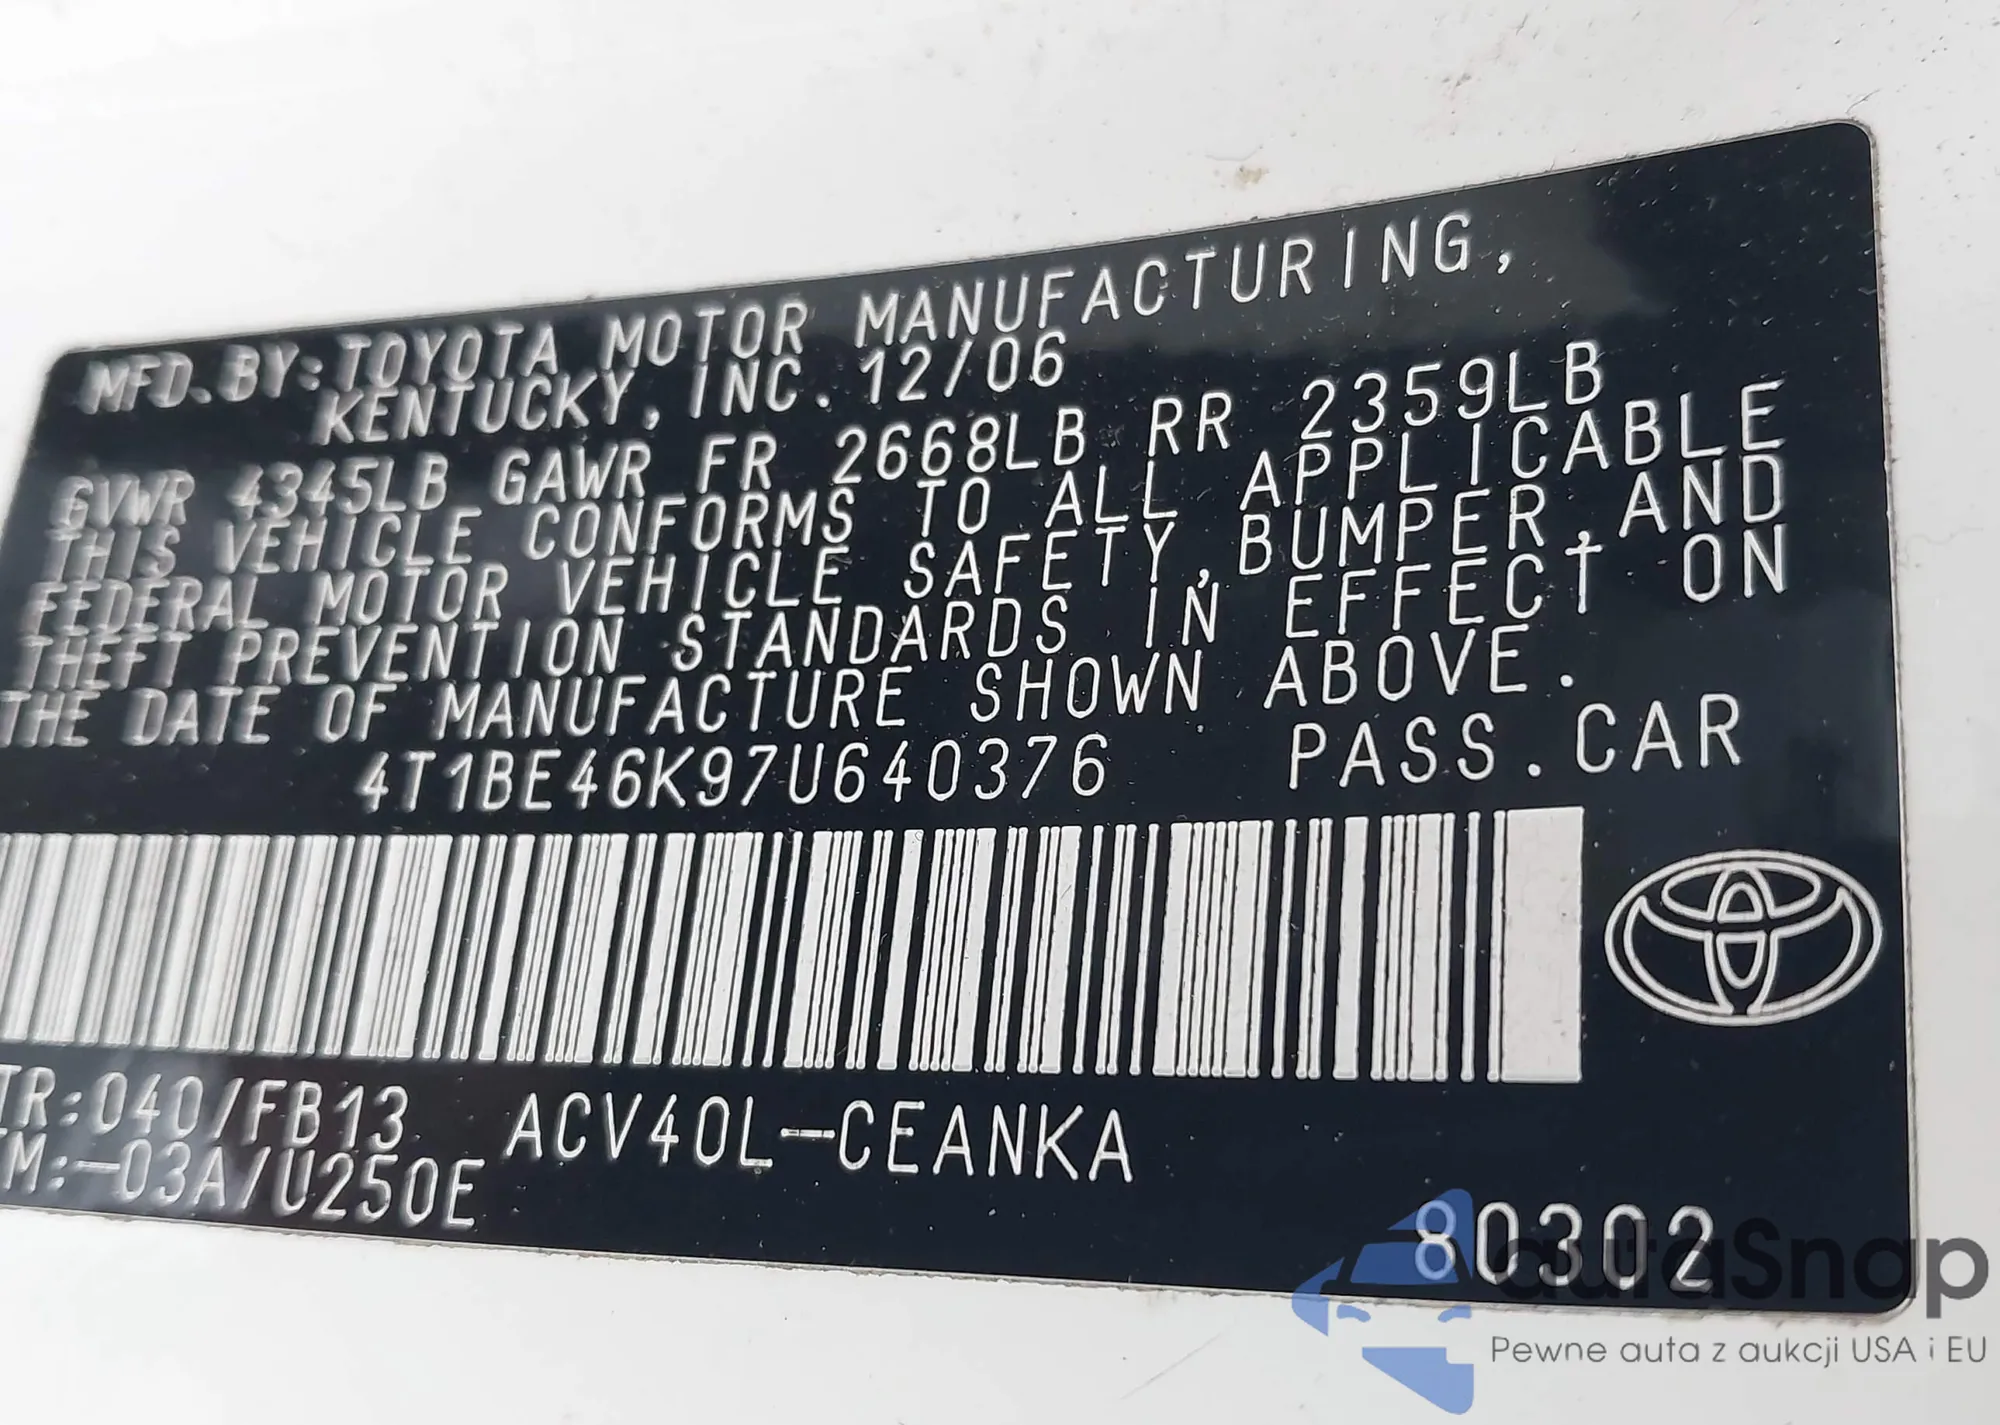 MFD. BY: TOYOTA MOTOR MANUFACTURING,
KENTUCKY, INC. 12/06
GVWR 4345LB GAWR FR 2668LB RR 2359LB
THIS VEHICLE CONFORMS TO ALL APPLICABLE
FEDERAL MOTOR VEHICLE SAFETY, BUMPER, AND
THEFT PREVENTION STANDARDS IN EFFECT ON
THE DATE OF MANUFACTURE SHOWN ABOVE.
4T1BE46K97U640376 PASS. CAR
TR:040/FB13 ACV40L-CEANKA
M:-03A/U250E
80302
autaSnap
Pewne auta z aukcji USA i EU